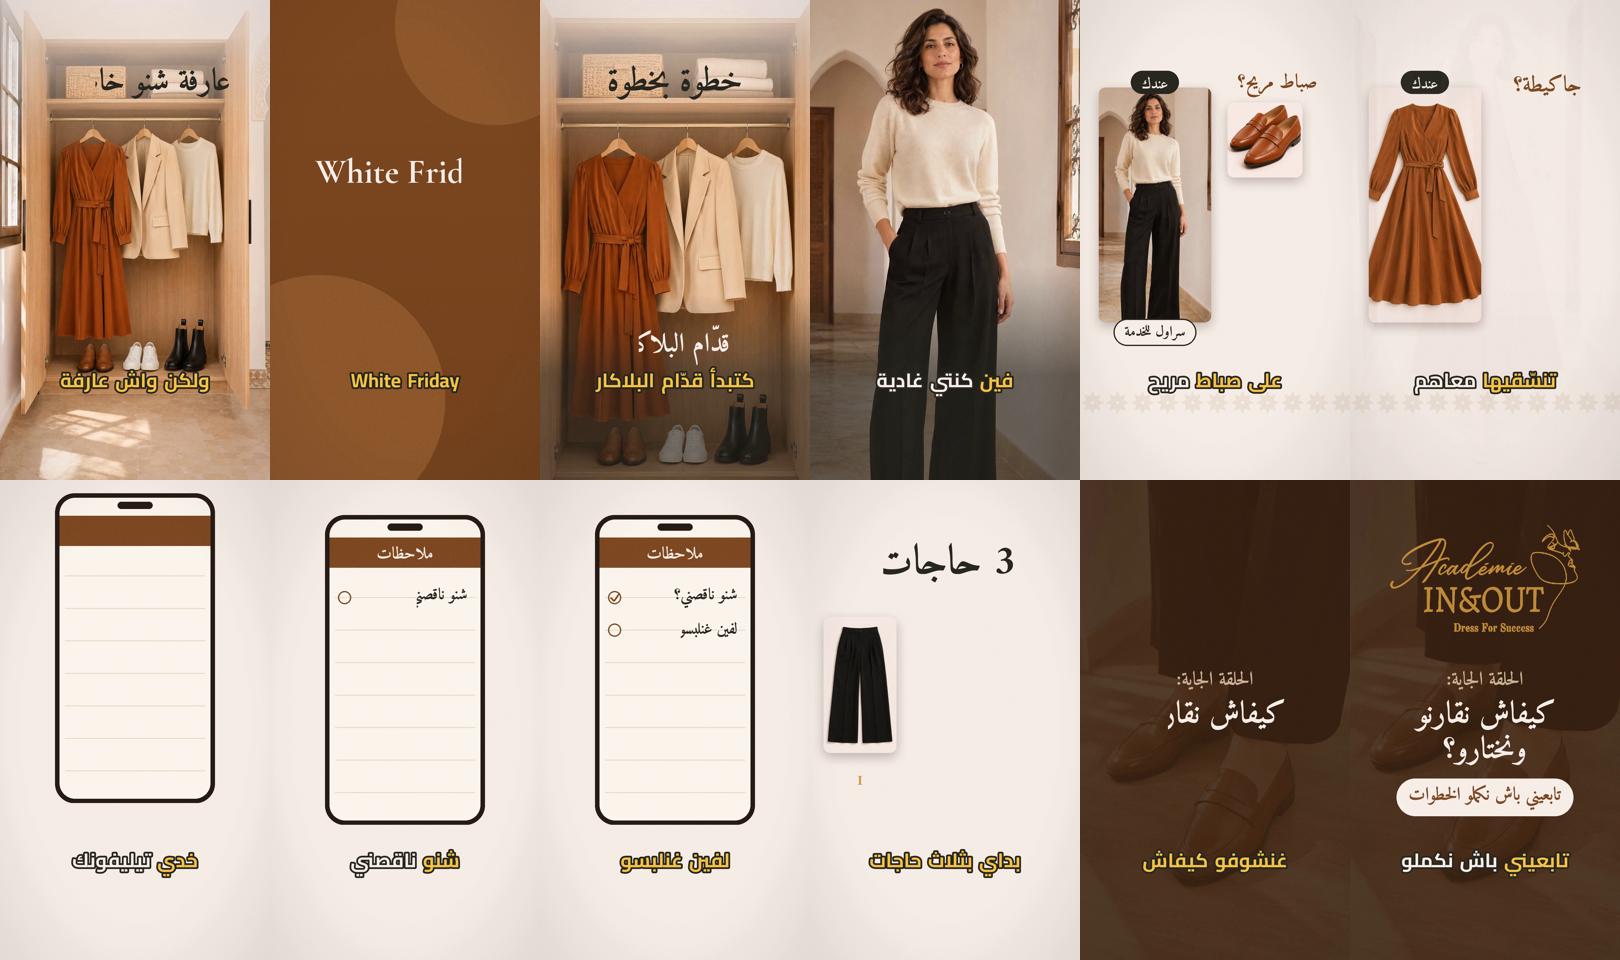 عارفة شنو خا
ولكن واش عارفة
White Frid
White Friday
خطوة بخطوة
قدّام البلاك
كتبدأ قدّام البلاكار
فين كنتي غادية
عندك
صباط مريح؟
سراول للخدمة
على صباط مريح
عندك
جاكيطة؟
تنسّقيها معاهم
خدي تيليفونك
ملاحظات
شنو ناقصني
شنو ناقصني
ملاحظات
شنو ناقصني؟
لفين غنلبسو
لفين غنلبسو
3 حاجات
1
بداي بثلاث حاجات
الحلقة الجاية:
كيفاش نقار
غنشوفو كيفاش
Académie
IN&OUT
Dress For Success
الحلقة الجاية:
كيفاش نقارنو
ونختارو؟
تابعيني باش نكملو الخطوات
تابعيني باش نكملو